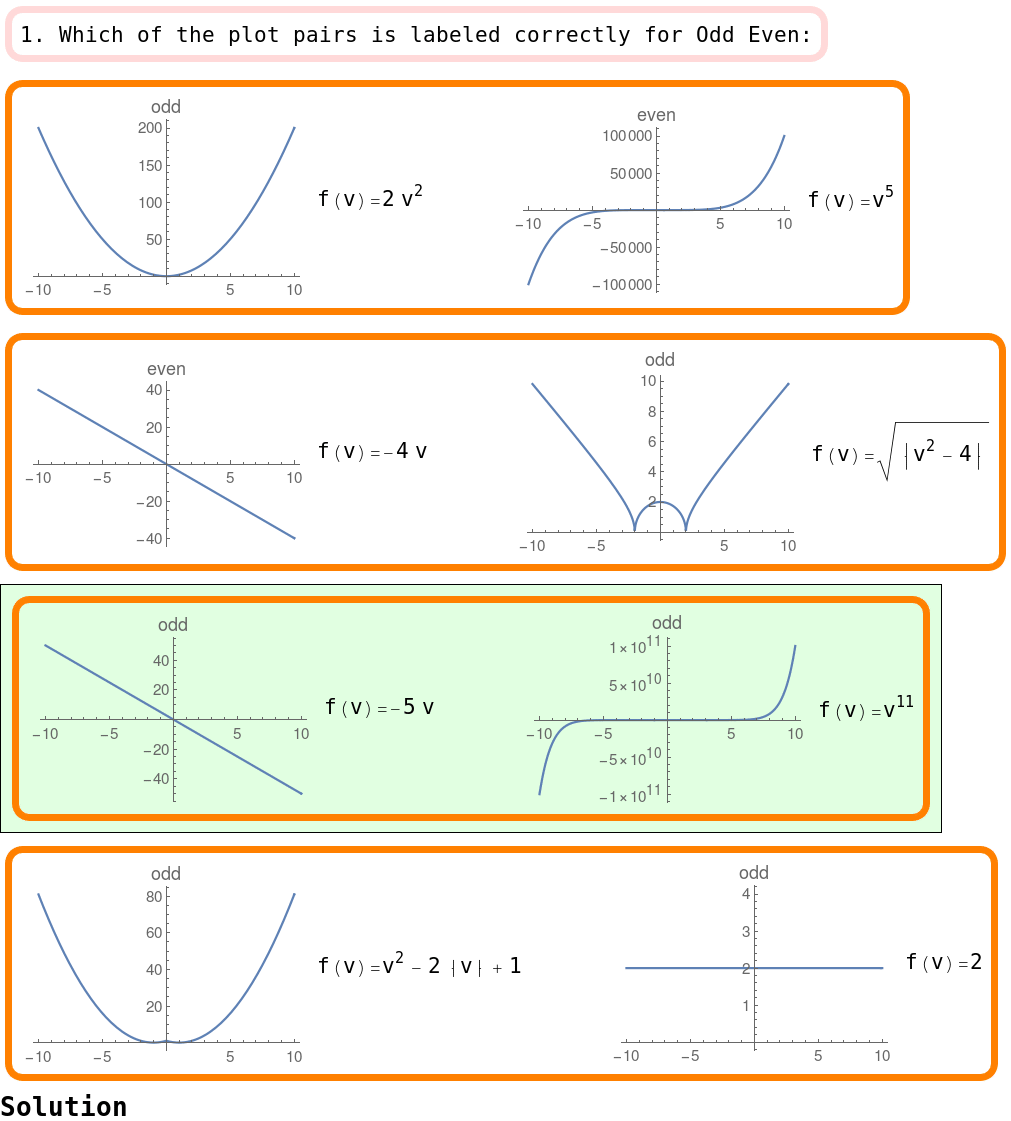 1. Which of the plot pairs is labeled correctly for Odd Even:
odd
200
150
100
50
−10 −5 5 10
f(v)=2 v²
even
100 000
50 000
−10 −5 5 10
−50 000
−100 000
f(v)=v⁵
even
40
20
−10 −5 5 10
−20
−40
f(v)=−4 v
odd
10
8
6
4
2
−10 −5 5 10
f(v)=√|v² − 4|
odd
40
20
−10 −5 5 10
−20
−40
f(v)=−5 v
odd
1×10¹¹
5×10¹⁰
−10 −5 5 10
−5×10¹⁰
−1×10¹¹
f(v)=v¹¹
odd
80
60
40
20
−10 −5 5 10
f(v)=v² − 2 |v| + 1
odd
4
3
2
1
−10 −5 5 10
f(v)=2
Solution